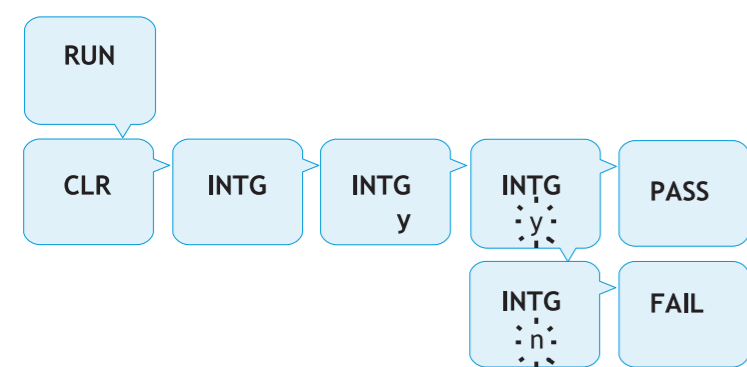 RUN
CLR
INTG
INTG
y
INTG
y
PASS
INTG
n
FAIL